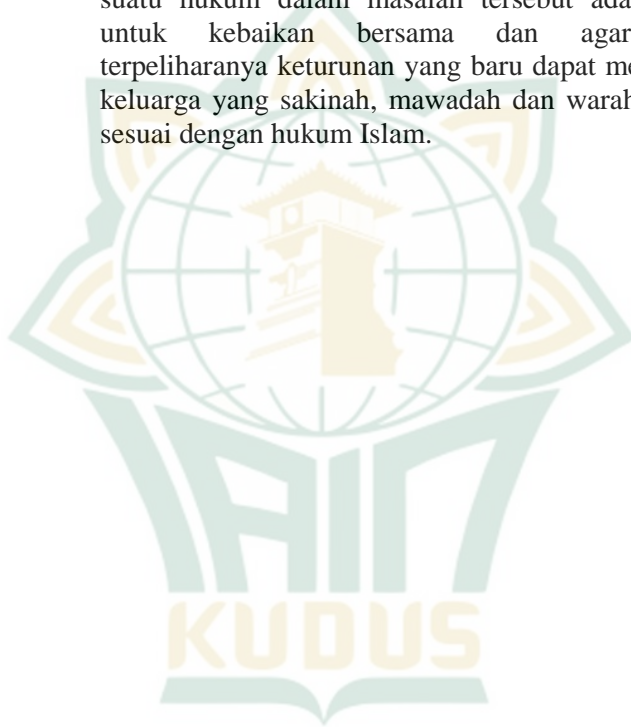 suatu hukum dalam masalah tersebut ada
untuk kebaikan bersama dan agar
terpeliharanya keturunan yang baru dapat me
keluarga yang sakinah, mawadah dan warah
sesuai dengan hukum Islam.
IAIN
KUDUS